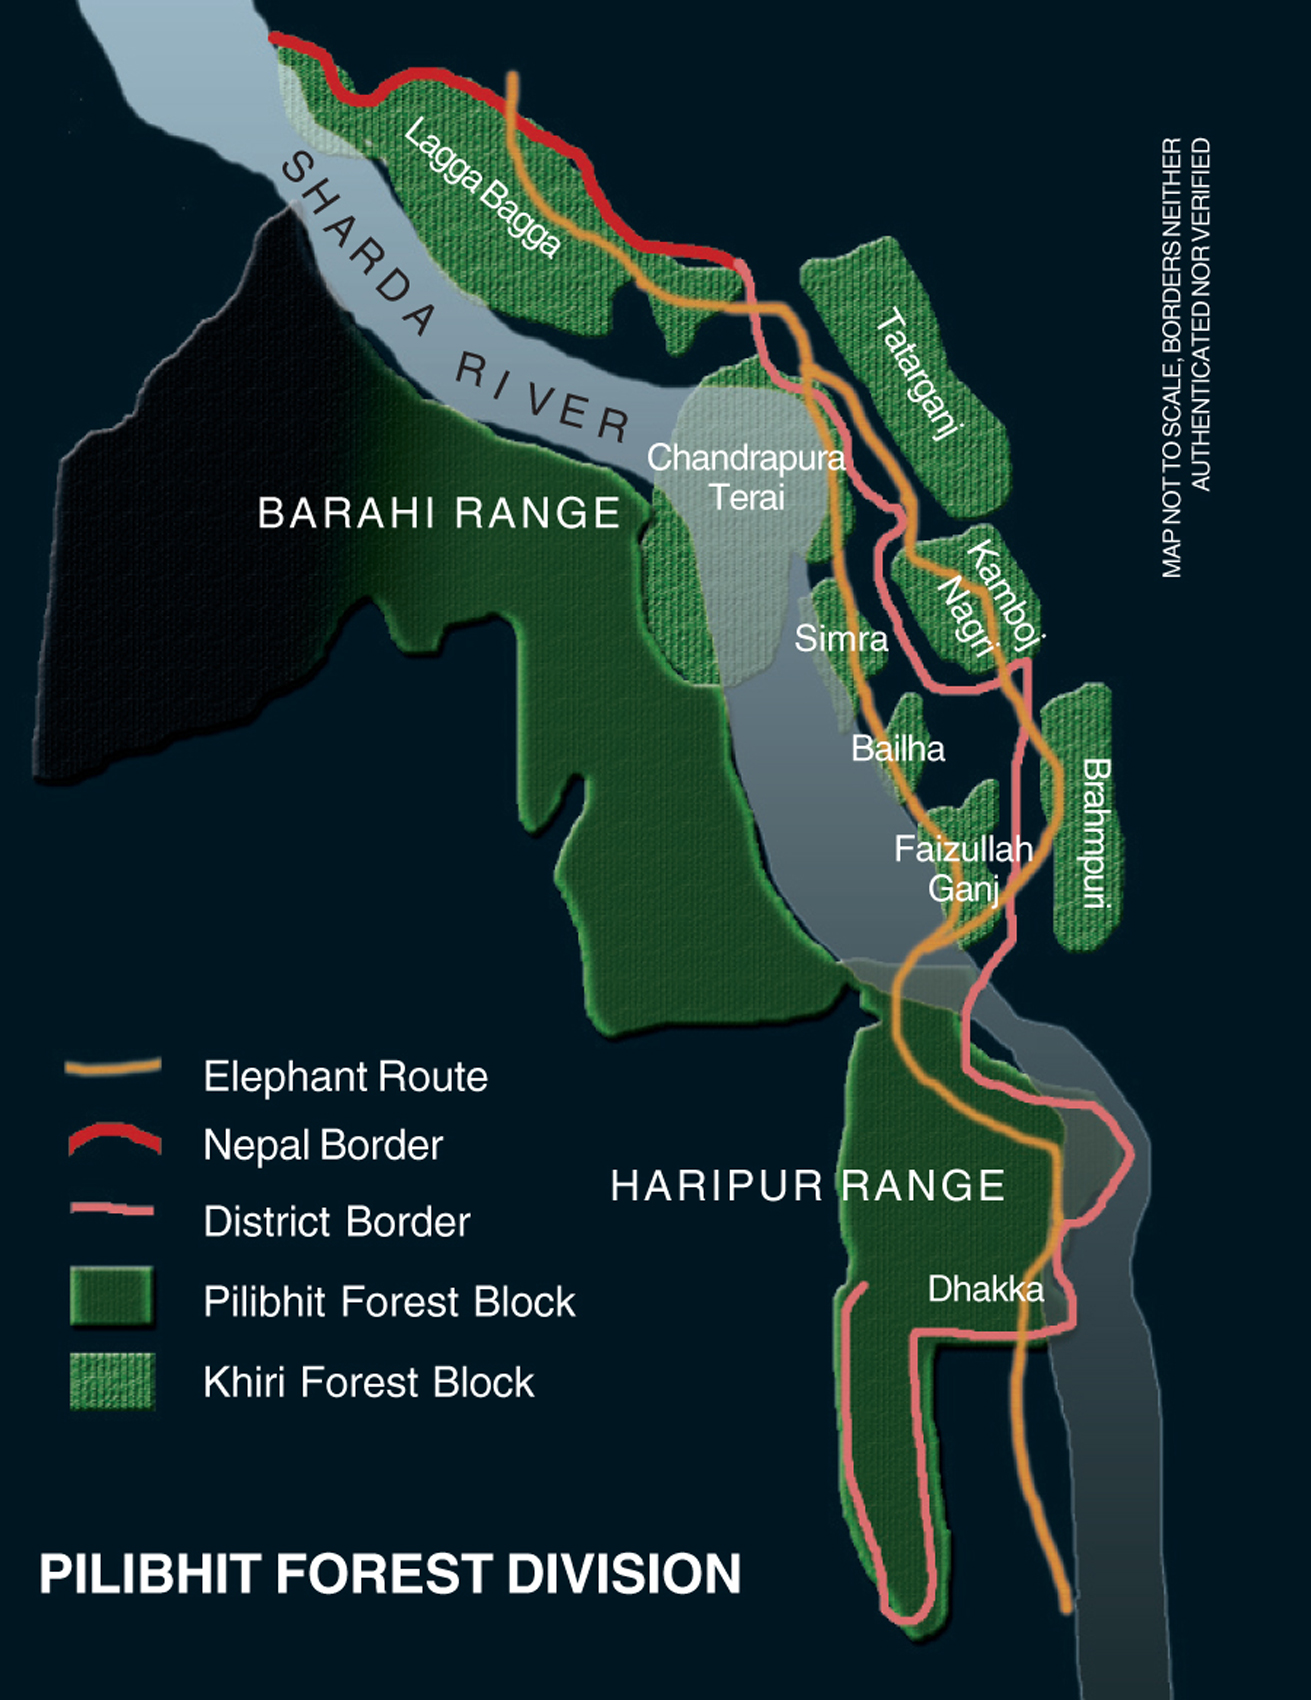 Lagga Bagga
SHARDA
RIVER
Tatarganj
MAP NOT TO SCALE, BORDERS NEITHER
AUTHENTICATED NOR VERIFIED
Chandrapura
Terai
BARAHI RANGE
Kamboj
Nagri
Simra
Bailha
Brahmpuri
Faizullah
Ganj
Elephant Route
Nepal Border
HARIPUR RANGE
District Border
Dhakka
Pilibhit Forest Block
Khiri Forest Block
PILIBHIT FOREST DIVISION